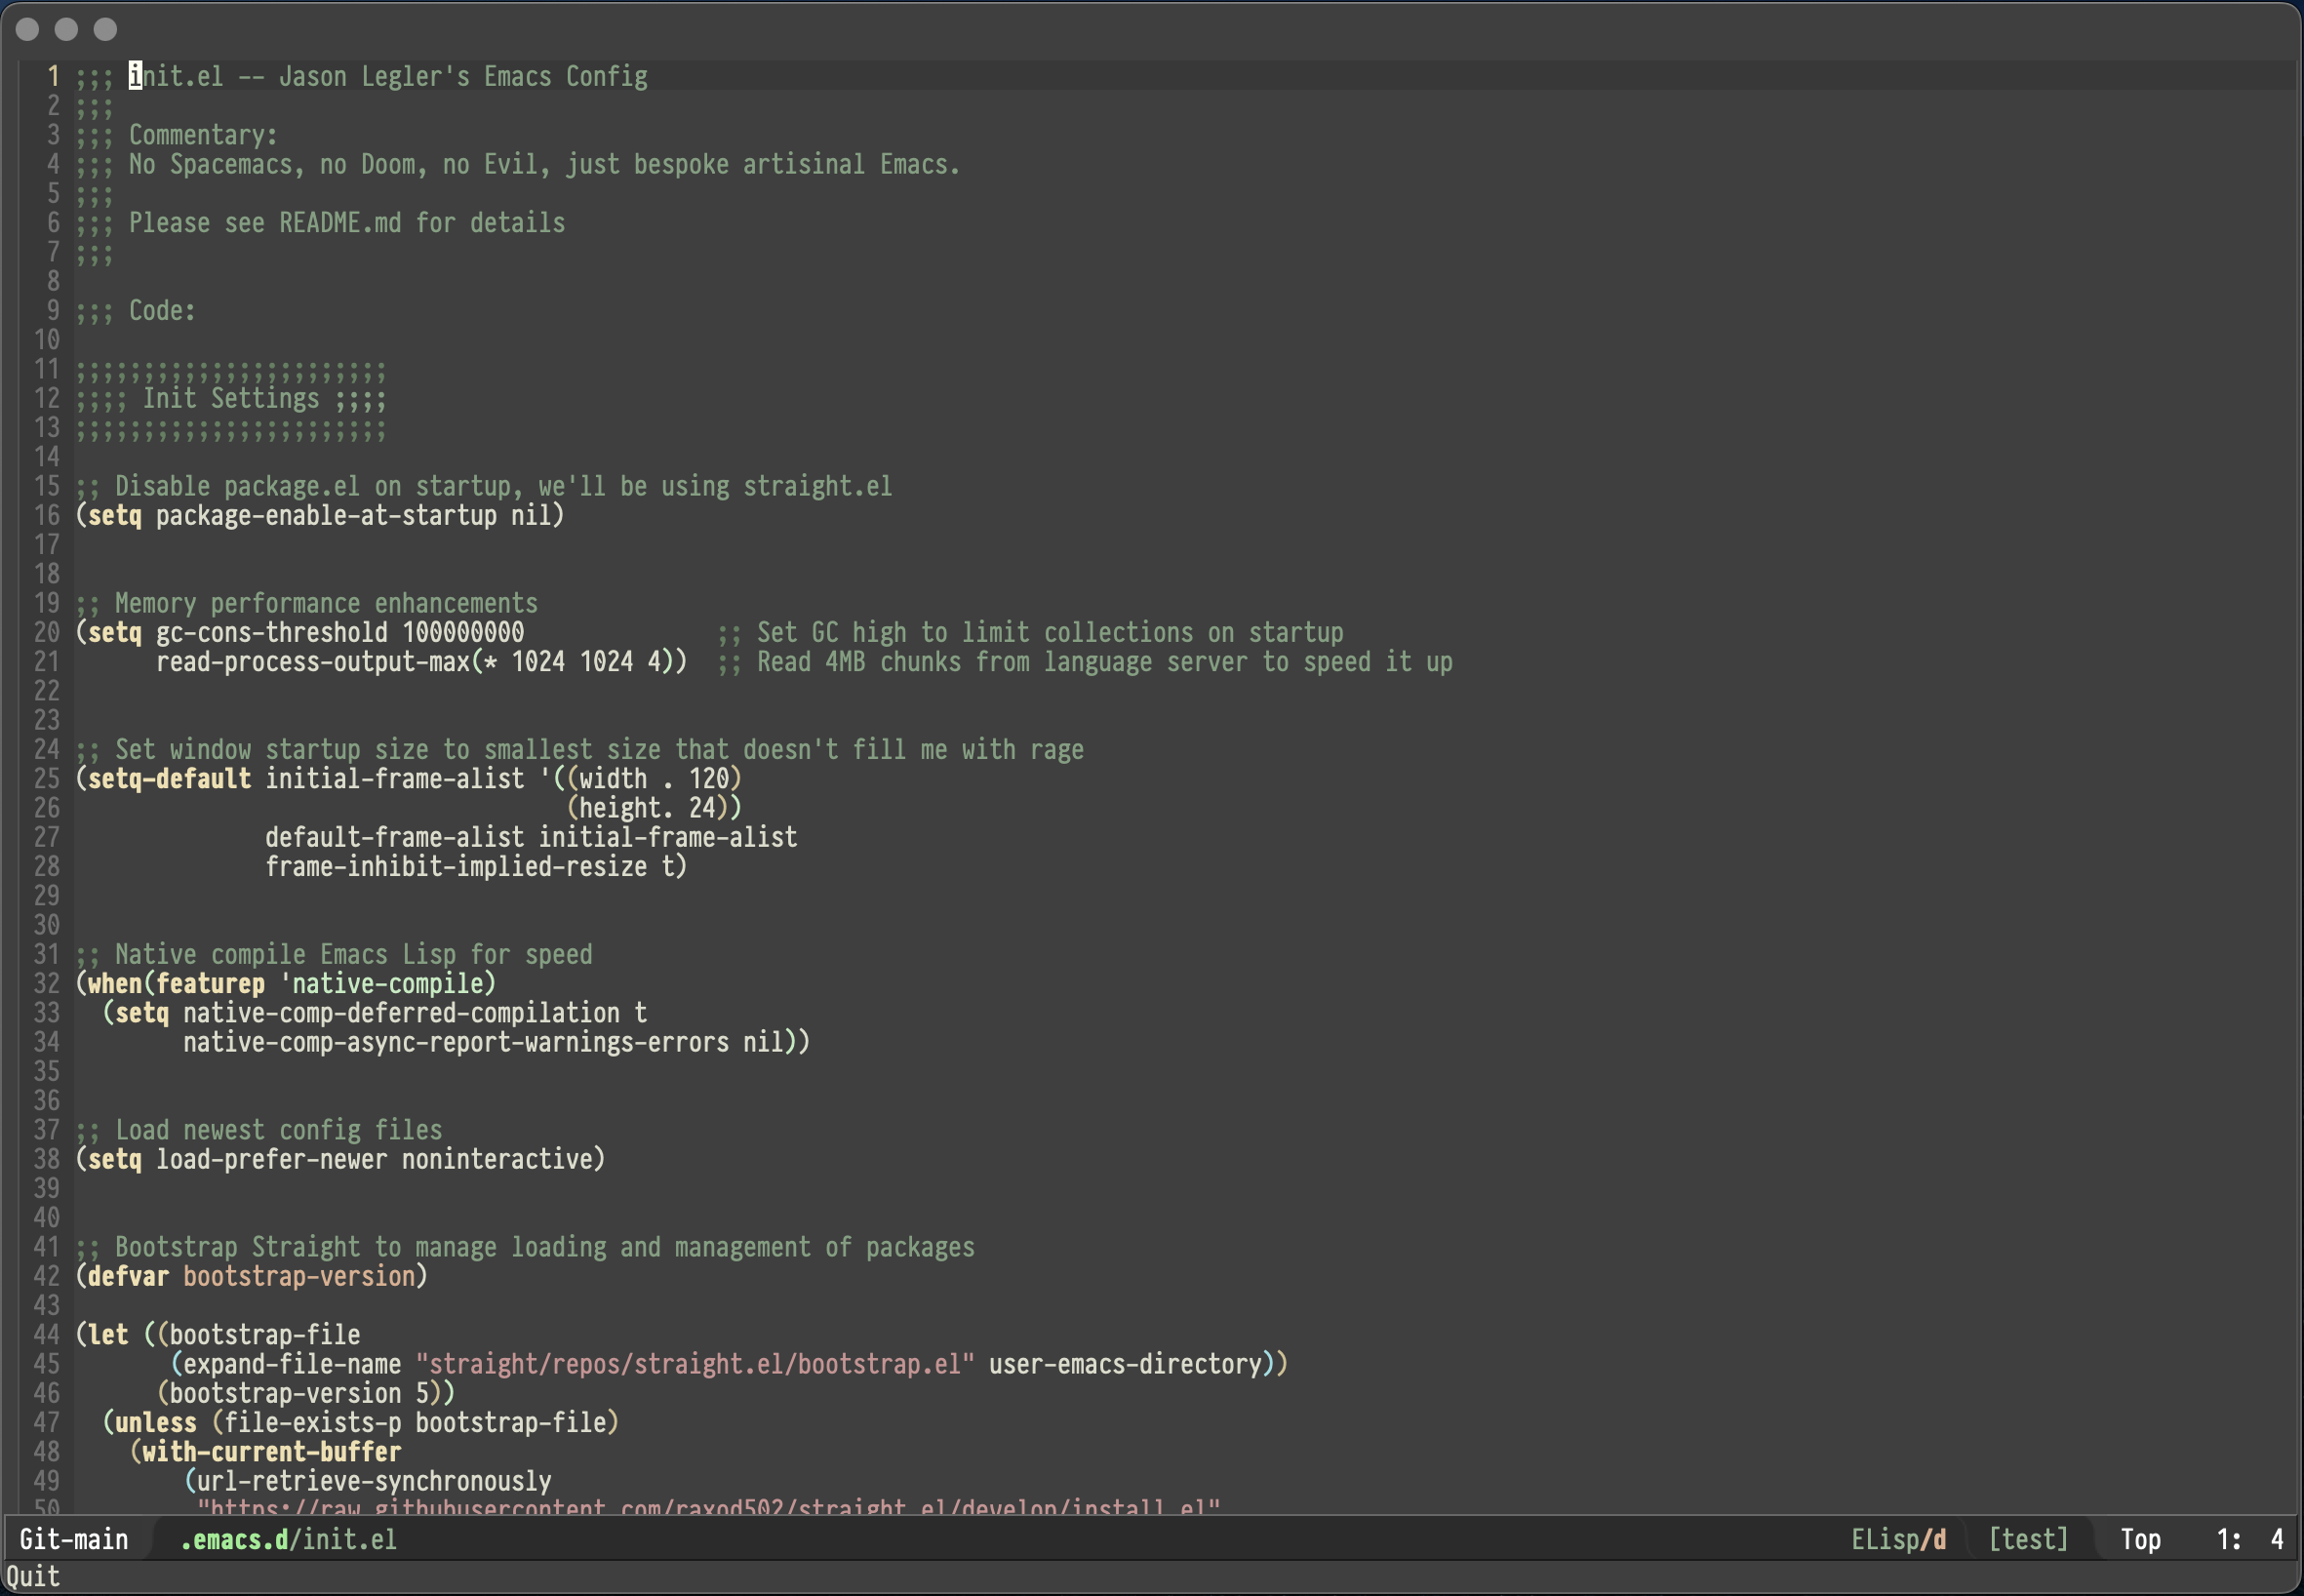 1 ;;; init.el -- Jason Legler's Emacs Config
2 ;;;
3 ;;; Commentary:
4 ;;; No Spacemacs, no Doom, no Evil, just bespoke artisinal Emacs.
5 ;;;
6 ;;; Please see README.md for details
7 ;;;
8
9 ;;; Code:
10
11 ;;;;;;;;;;;;;;;;;;;;;;;
12 ;;;; Init Settings ;;;;
13 ;;;;;;;;;;;;;;;;;;;;;;;
14
15 ;; Disable package.el on startup, we'll be using straight.el
16 (setq package-enable-at-startup nil)
17
18
19 ;; Memory performance enhancements
20 (setq gc-cons-threshold 100000000              ;; Set GC high to limit collections on startup
21       read-process-output-max(* 1024 1024 4))  ;; Read 4MB chunks from language server to speed it up
22
23
24 ;; Set window startup size to smallest size that doesn't fill me with rage
25 (setq-default initial-frame-alist '((width . 120)
26                                     (height. 24))
27               default-frame-alist initial-frame-alist
28               frame-inhibit-implied-resize t)
29
30
31 ;; Native compile Emacs Lisp for speed
32 (when(featurep 'native-compile)
33   (setq native-comp-deferred-compilation t
34         native-comp-async-report-warnings-errors nil))
35
36
37 ;; Load newest config files
38 (setq load-prefer-newer noninteractive)
39
40
41 ;; Bootstrap Straight to manage loading and management of packages
42 (defvar bootstrap-version)
43
44 (let ((bootstrap-file
45        (expand-file-name "straight/repos/straight.el/bootstrap.el" user-emacs-directory))
46       (bootstrap-version 5))
47   (unless (file-exists-p bootstrap-file)
48     (with-current-buffer
49         (url-retrieve-synchronously
50          "https://raw.githubusercontent.com/raxod502/straight.el/develop/install.el"
Git-main .emacs.d/init.el ELisp/d [test] Top 1: 4
Quit